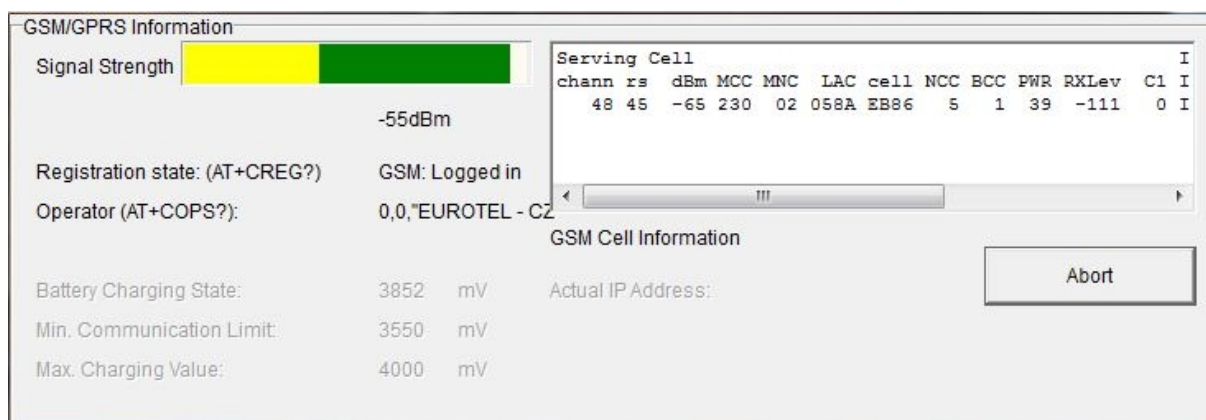 GSM/GPRS Information
Signal Strength
-55dBm
Registration state: (AT+CREG?) GSM: Logged in
Operator (AT+COPS?): 0,0,"EUROTEL - CZ
Serving Cell I
chann rs dBm MCC MNC LAC cell NCC BCC PWR RXLev C1 I
48 45 -65 230 02 058A EB86 5 1 39 -111 0 I
GSM Cell Information
Abort
Battery Charging State: 3852 mV
Actual IP Address:
Min. Communication Limit: 3550 mV
Max. Charging Value: 4000 mV